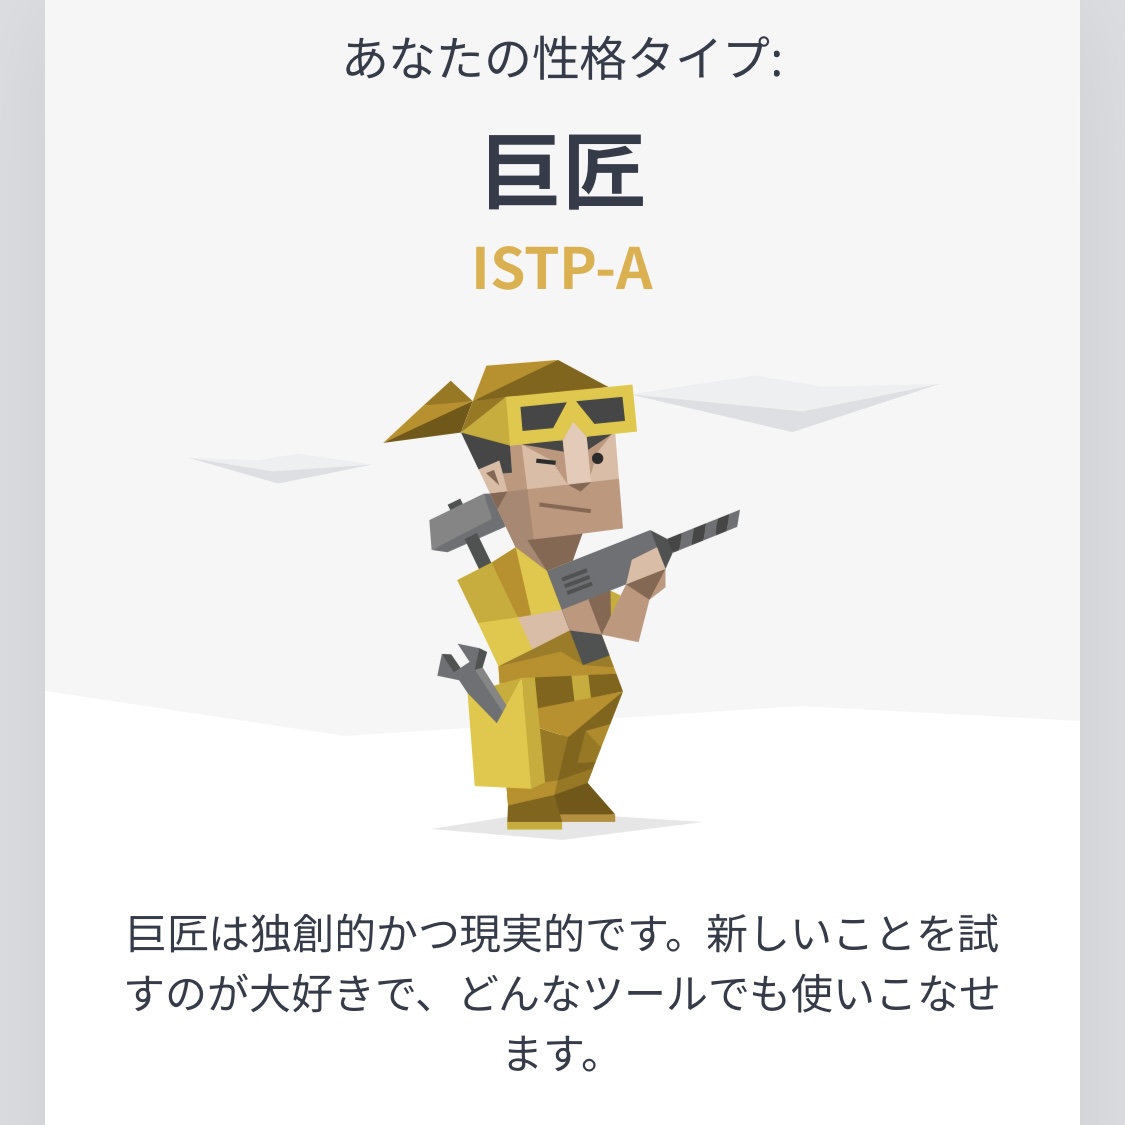 あなたの性格タイプ:
巨匠
ISTP-A
巨匠は独創的かつ現実的です。新しいことを試
すのが大好きで、どんなツールでも使いこなせ
ます。